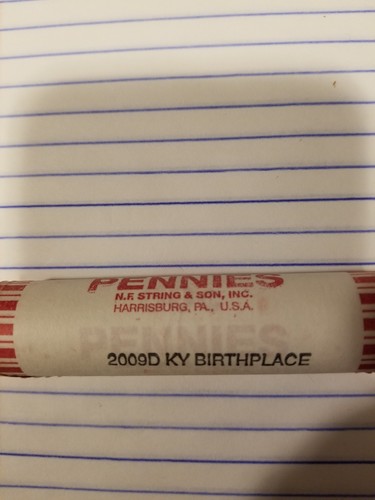 PENNIES
N.F. STRING & SON, INC.
HARRISBURG, PA., U.S.A.
PENNIES
2009D KY BIRTHPLACE